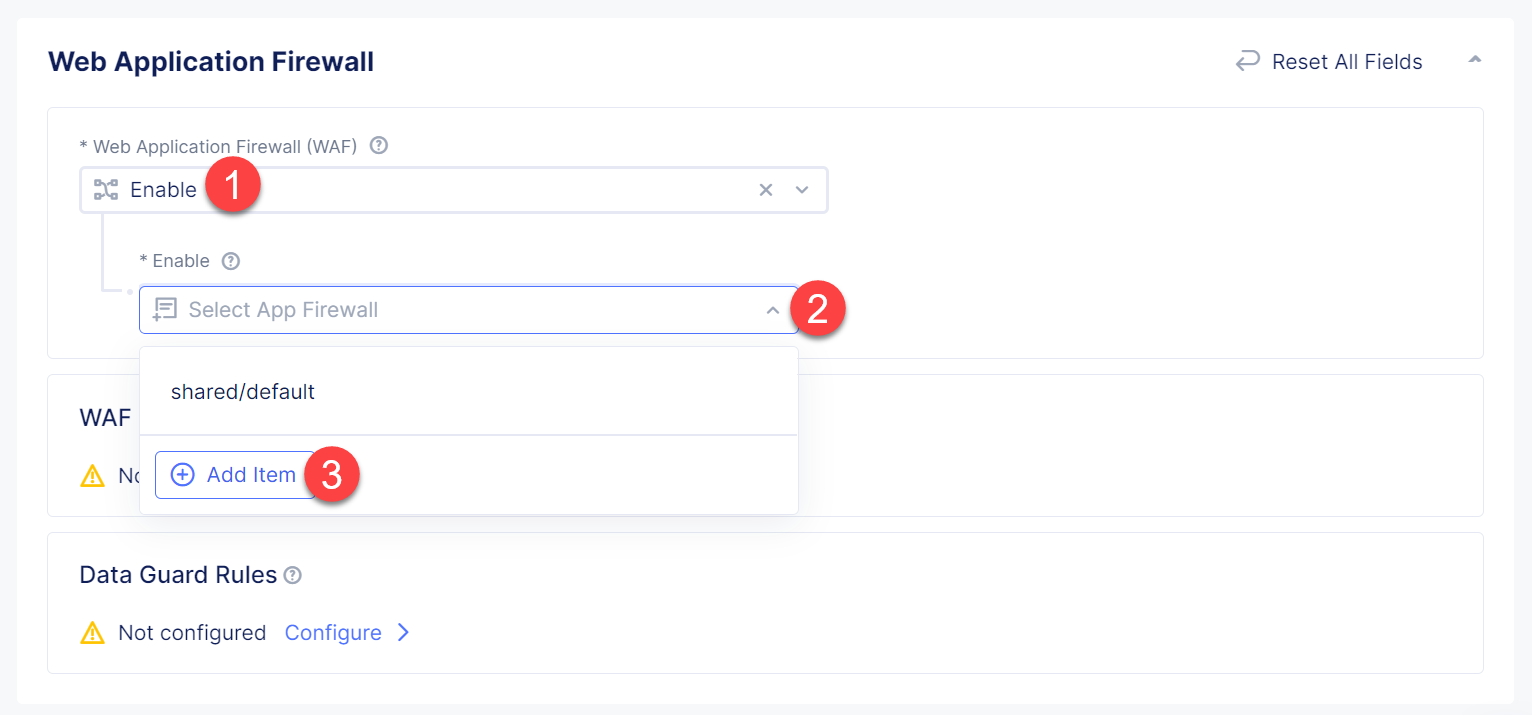 Web Application Firewall
Reset All Fields
* Web Application Firewall (WAF) ?
Enable 1
* Enable ?
Select App Firewall 2
shared/default
WAF
Add Item 3
Data Guard Rules ?
Not configured Configure